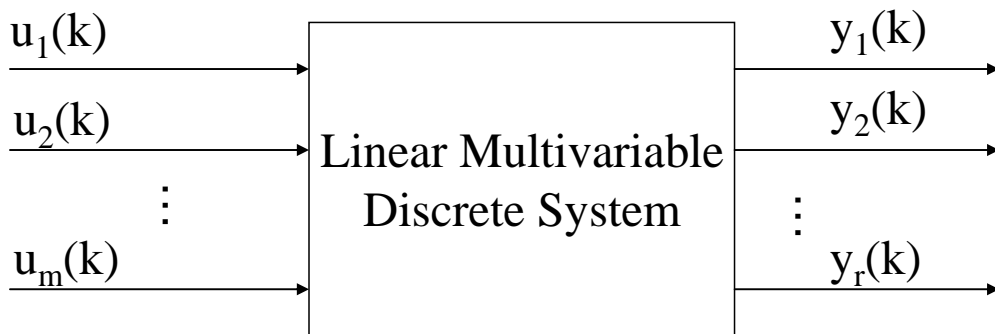 u₁(k)
y₁(k)
u₂(k)
y₂(k)
Linear Multivariable
Discrete System
⋮
⋮
uₘ(k)
yᵣ(k)